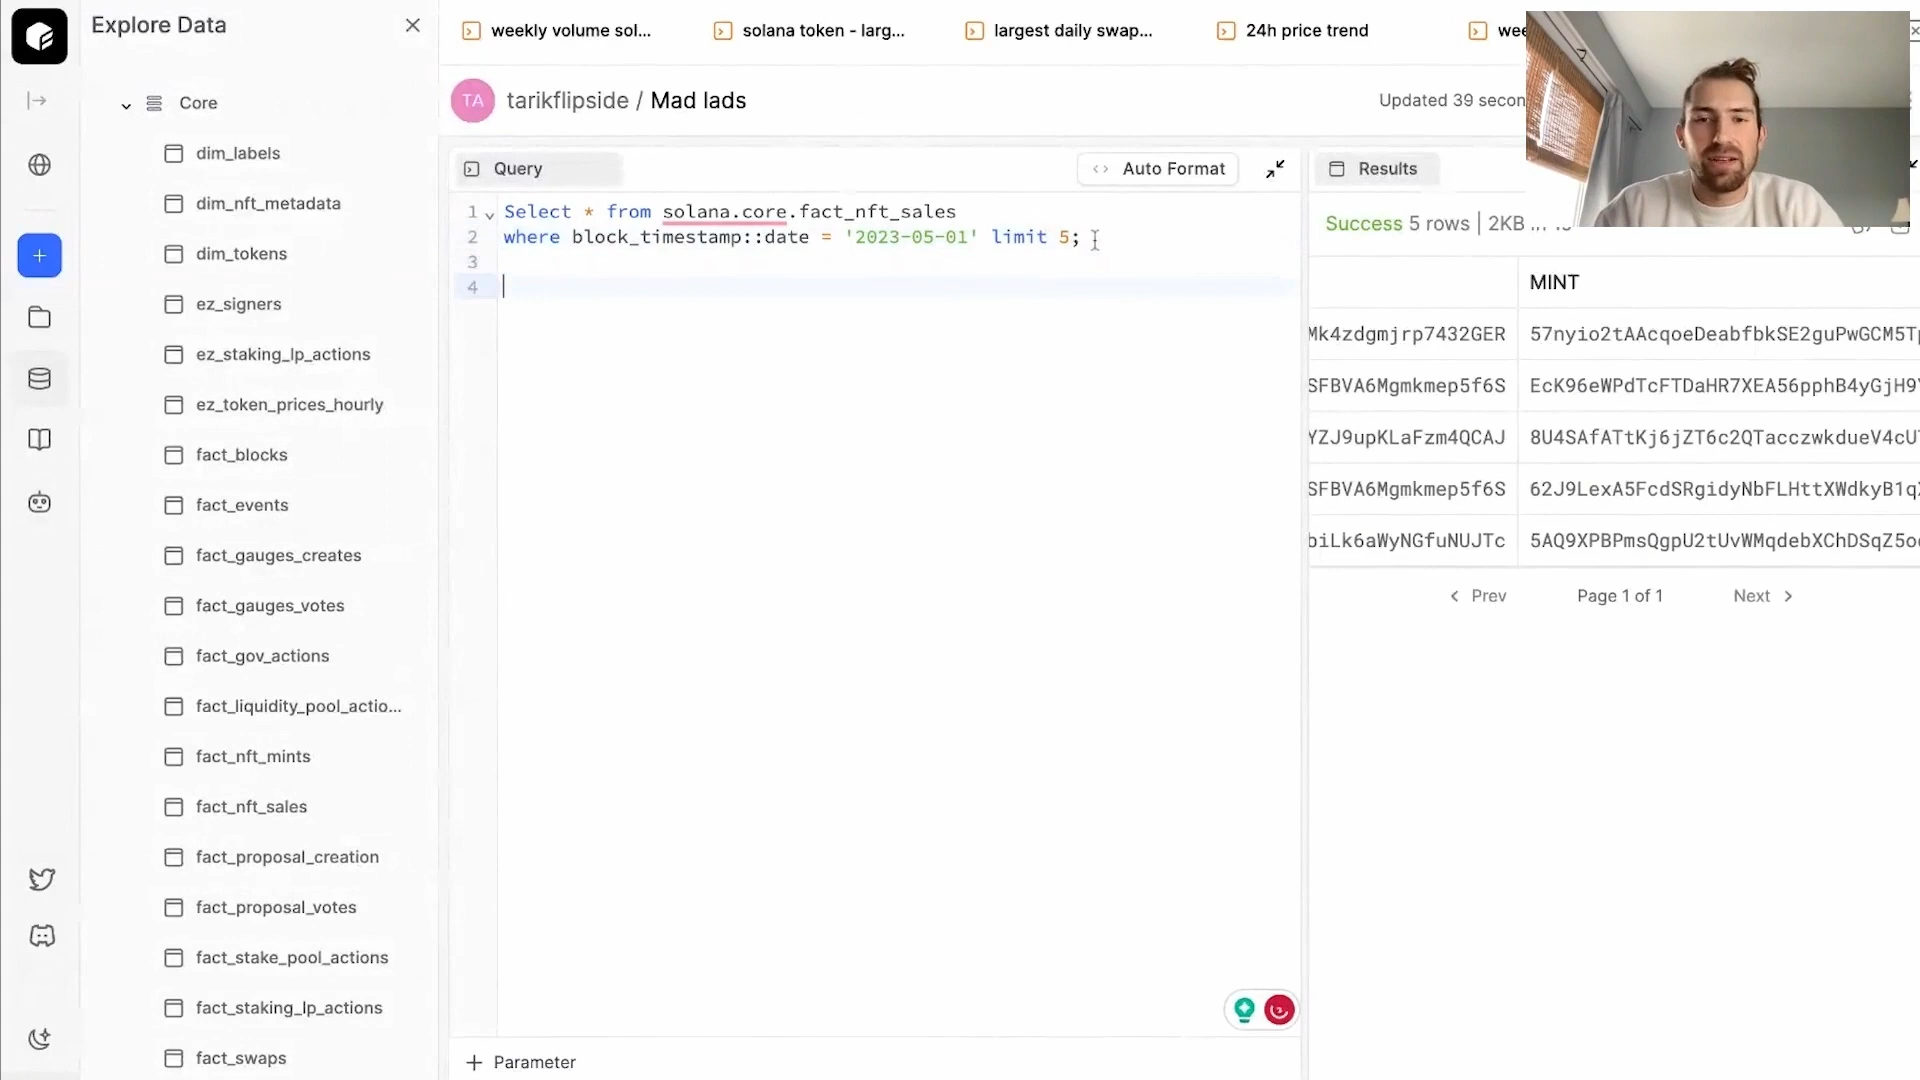 Explore Data
Core
dim_labels
dim_nft_metadata
dim_tokens
ez_signers
ez_staking_lp_actions
ez_token_prices_hourly
fact_blocks
fact_events
fact_gauges_creates
fact_gauges_votes
fact_gov_actions
fact_liquidity_pool_actio...
fact_nft_mints
fact_nft_sales
fact_proposal_creation
fact_proposal_votes
fact_stake_pool_actions
fact_staking_lp_actions
fact_swaps
weekly volume sol...
solana token - larg...
largest daily swap...
24h price trend
wee
TA
tarikflipside / Mad lads
Updated 39 secon
Query
Auto Format
1 Select * from solana.core.fact_nft_sales
2 where block_timestamp::date = '2023-05-01' limit 5;
3
4
Parameter
Results
Success 5 rows | 2KB
MINT
Mk4zdgmjrp7432GER 57nyio2tAAcqoeDeabfbkSE2guPwGCM5Tp
SFBVA6Mgmkmep5f6S EcK96eWPdTcFTDaHR7XEA56pphB4yGjH9Y
YZJ9upKLaFzm4QCAJ 8U4SAfATtKj6jZT6c2QTacczwkdueV4cU
SFBVA6Mgmkmep5f6S 62J9LexA5FcdSRgidyNbFLHttXWdkyB1q
biLk6aWyNGfuNUJTc 5AQ9XPBPmsQgpU2tUvWMqdebXChDSqZ5o
Prev
Page 1 of 1
Next